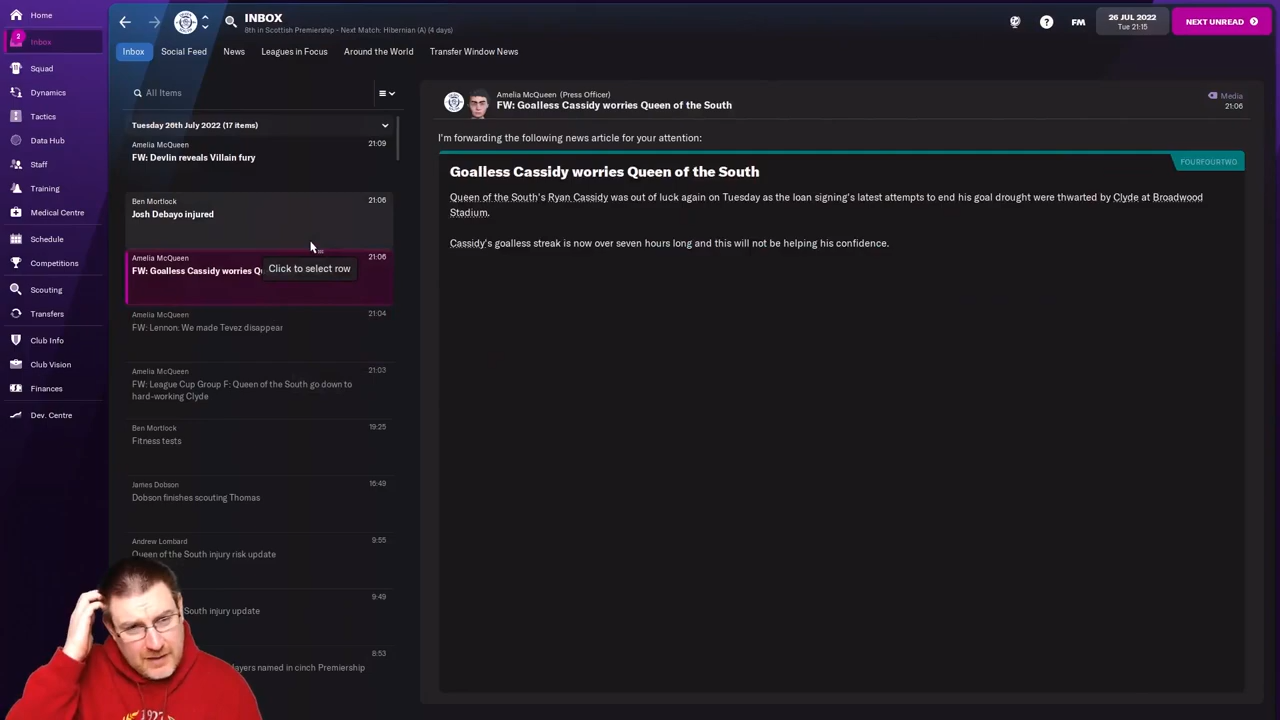 Home
2
Inbox
Squad
Dynamics
Tactics
Data Hub
Staff
Training
Medical Centre
Schedule
Competitions
Scouting
Transfers
Club Info
Club Vision
Finances
Dev. Centre
INBOX
8th in Scottish Premiership - Next Match: Hibernian (A) (4 days)
?
FM
26 JUL 2022
Tue 21:15
NEXT UNREAD
Inbox
Social Feed
News
Leagues in Focus
Around the World
Transfer Window News
All Items
Tuesday 26th July 2022 (17 items)
Amelia McQueen
21:09
FW: Devlin reveals Villain fury
Ben Mortlock
21:06
Josh Debayo injured
Amelia McQueen
21:06
FW: Goalless Cassidy worries Qu
Click to select row
Amelia McQueen
21:04
FW: Lennon: We made Tevez disappear
Amelia McQueen
21:03
FW: League Cup Group F: Queen of the South go down to
hard-working Clyde
Ben Mortlock
19:25
Fitness tests
James Dobson
16:49
Dobson finishes scouting Thomas
Andrew Lombard
9:55
Queen of the South injury risk update
9:49
South injury update
8:53
layers named in cinch Premiership
Amelia McQueen (Press Officer)
FW: Goalless Cassidy worries Queen of the South
Media
21:06
I'm forwarding the following news article for your attention:
FOURFOURTWO
Goalless Cassidy worries Queen of the South
Queen of the South's Ryan Cassidy was out of luck again on Tuesday as the loan signing's latest attempts to end his goal drought were thwarted by Clyde at Broadwood
Stadium.
Cassidy's goalless streak is now over seven hours long and this will not be helping his confidence.
1927